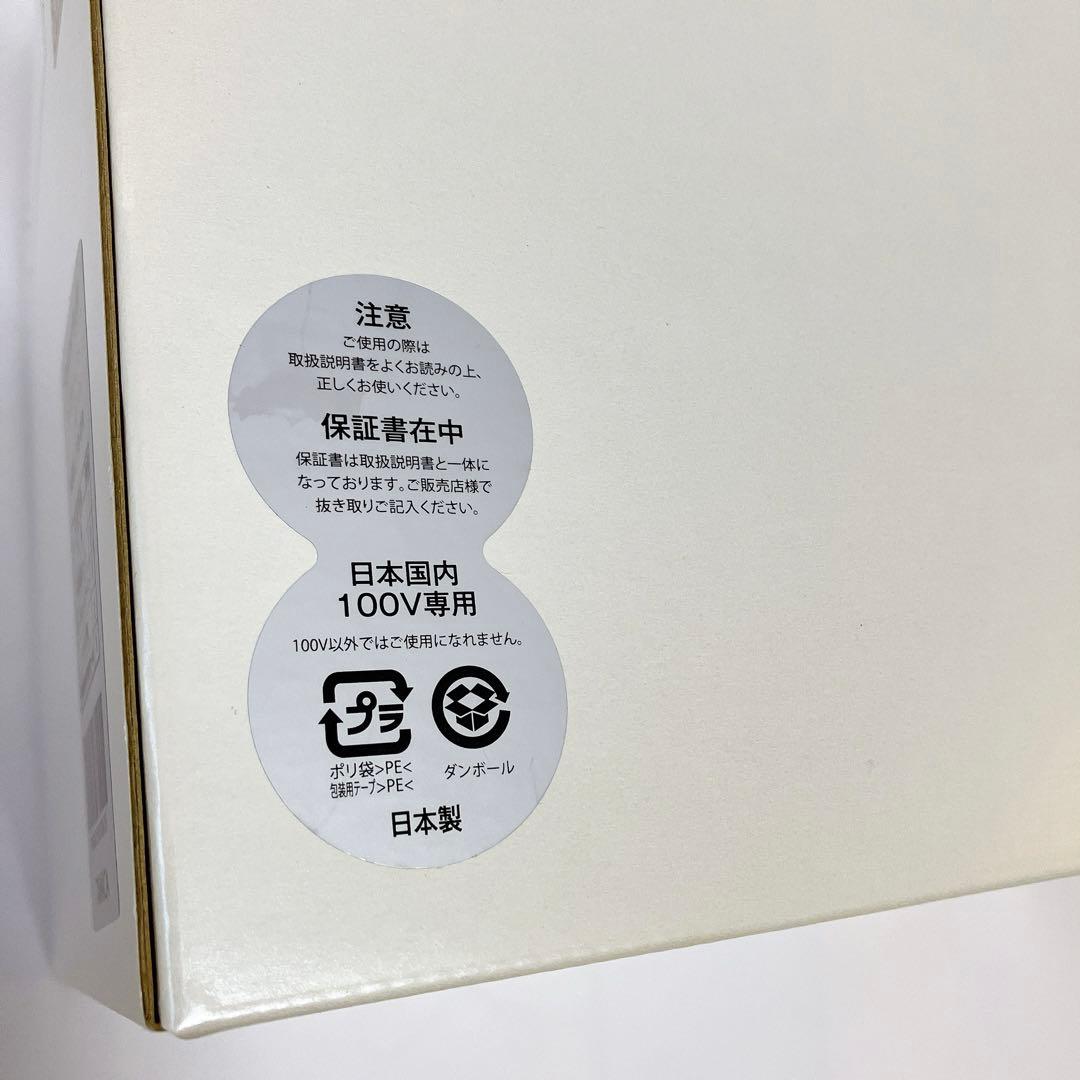 注意
ご使用の際は
取扱説明書をよくお読みの上、
正しくお使いください。
保証書在中
保証書は取扱説明書と一体に
なっております。ご販売店様で
抜き取りご記入ください。
日本国内
100V専用
100V以外ではご使用になれません。
プラ
ポリ袋>PE<
包装用テープ>PE<
ダンボール
日本製